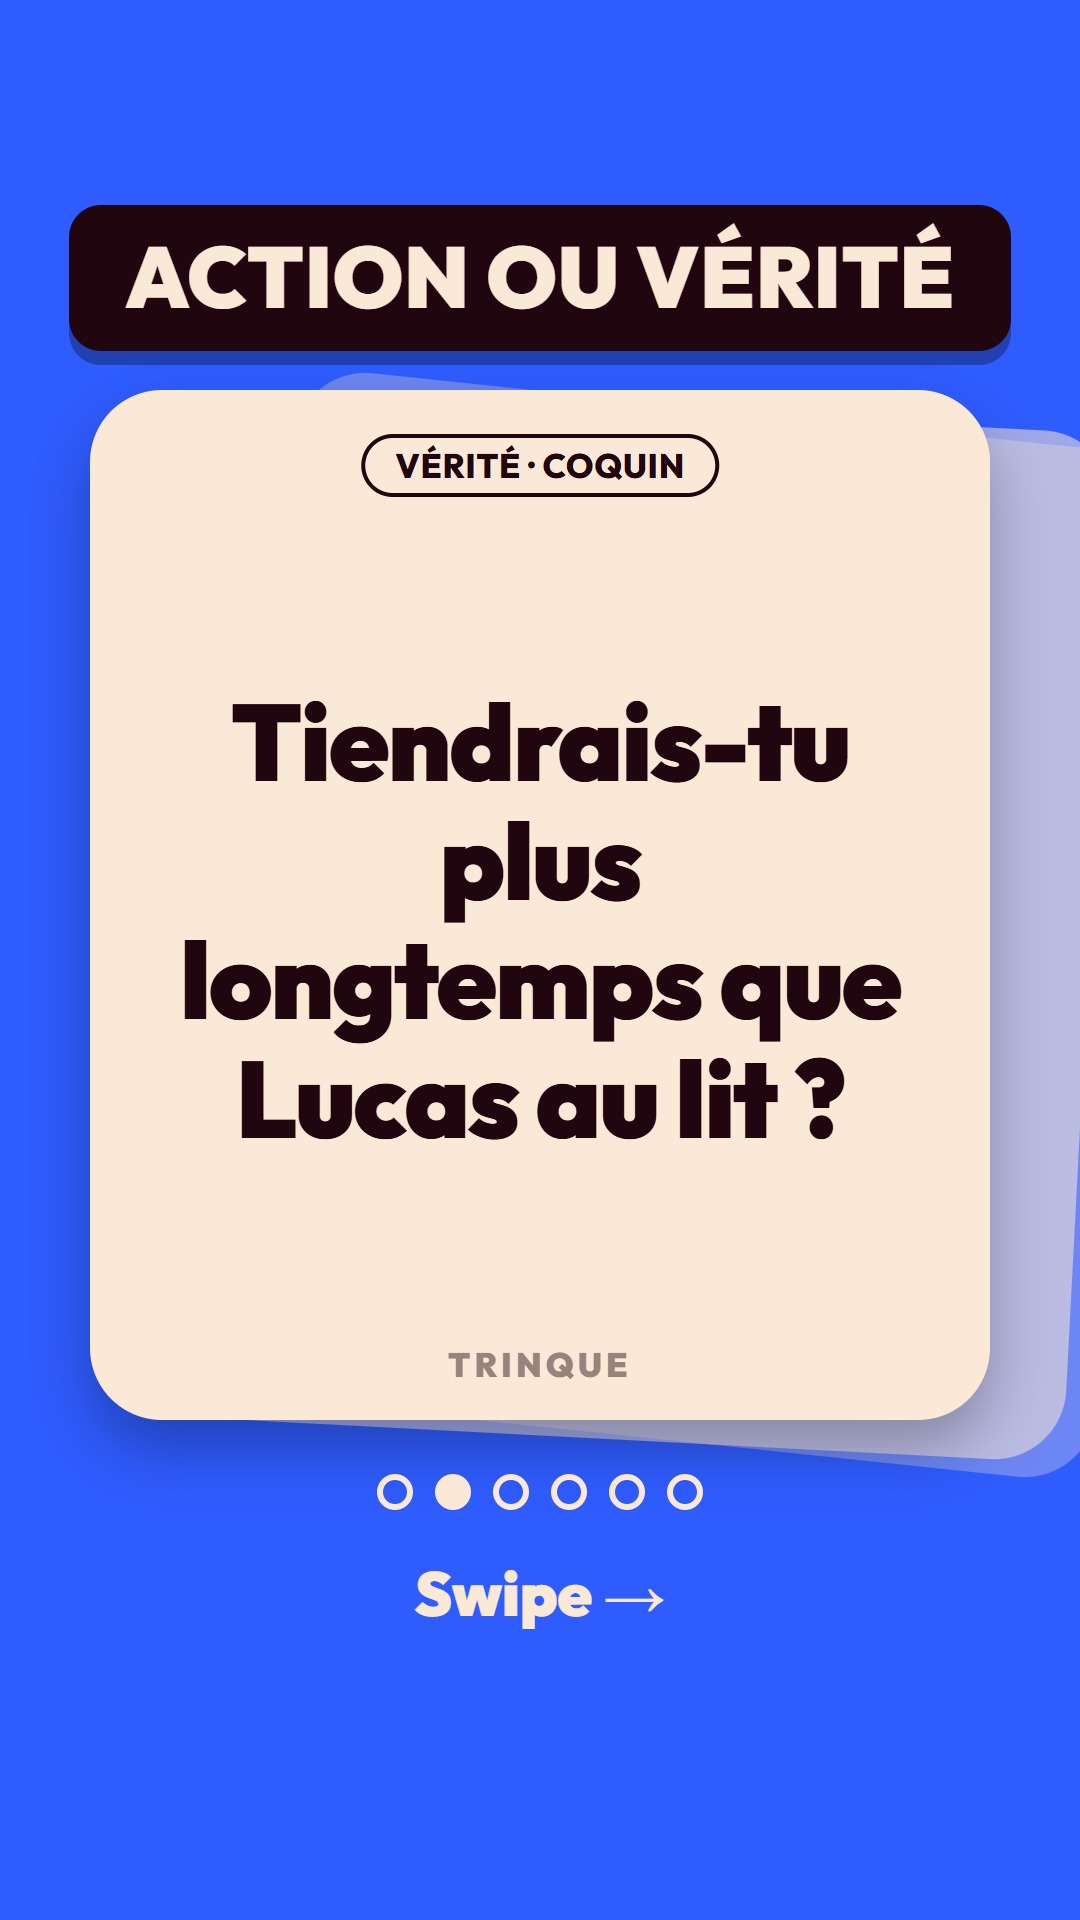 ACTION OU VÉRITÉ
VÉRITÉ · COQUIN
Tiendrais-tu
plus
longtemps que
Lucas au lit ?
TRINQUE
Swipe →